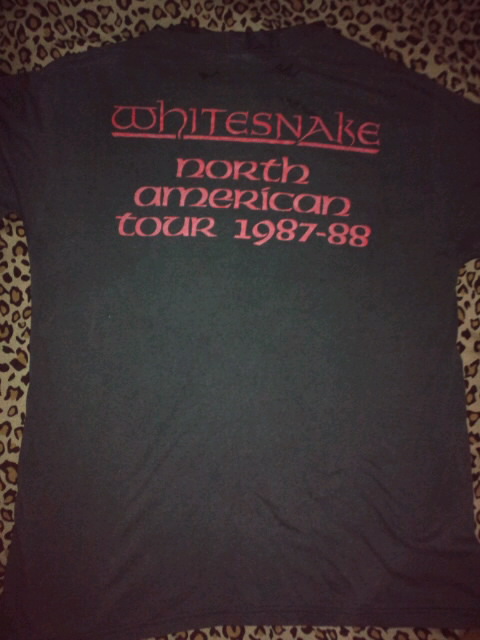 WHITESNAKE
north
american
tour 1987-88